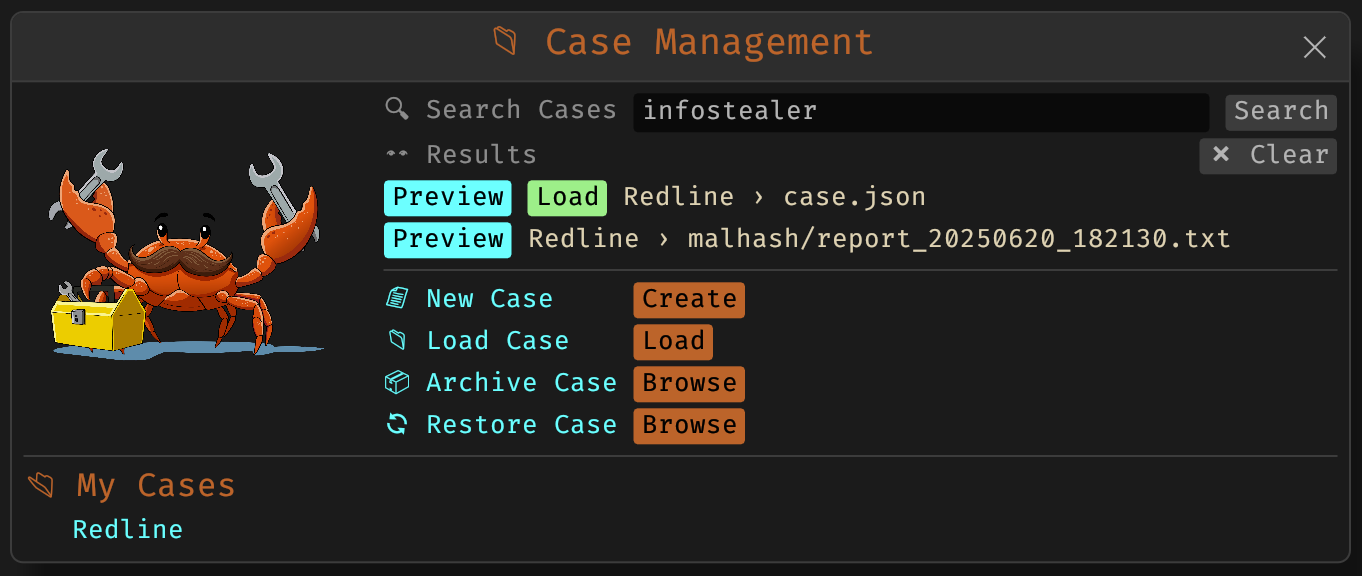 Case Management
Search Cases infostealer Search
Results × Clear
Preview Load Redline › case.json
Preview Redline › malhash/report_20250620_182130.txt
New Case Create
Load Case Load
Archive Case Browse
Restore Case Browse
My Cases
Redline